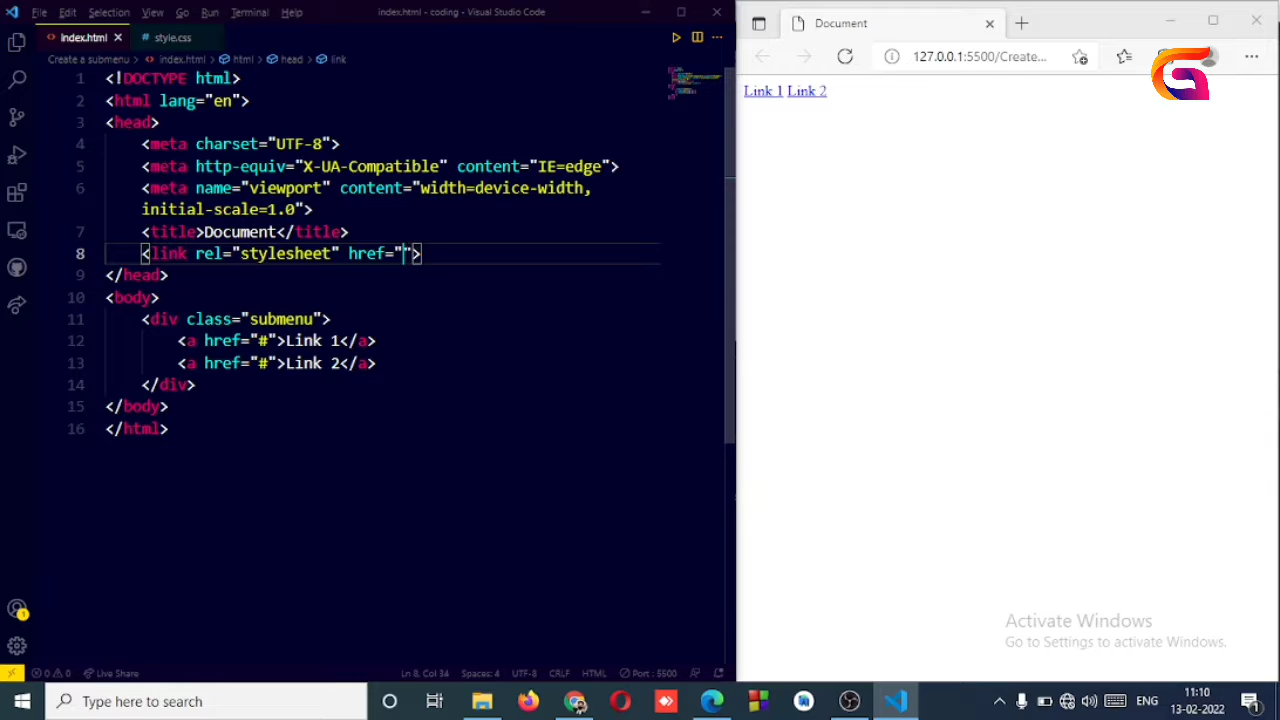 File Edit Selection View Go Run Terminal Help index.html - coding - Visual Studio Code
index.html style.css
Create a submenu > index.html > html > head > link
1 <!DOCTYPE html>
2 <html lang="en">
3 <head>
4 <meta charset="UTF-8">
5 <meta http-equiv="X-UA-Compatible" content="IE=edge">
6 <meta name="viewport" content="width=device-width,
initial-scale=1.0">
7 <title>Document</title>
8 <link rel="stylesheet" href="">
9 </head>
10 <body>
11 <div class="submenu">
12 <a href="#">Link 1</a>
13 <a href="#">Link 2</a>
14 </div>
15 </body>
16 </html>
1
0 0 Live Share Ln 8, Col 34 Spaces: 4 UTF-8 CRLF HTML Port : 5500
Document
127.0.0.1:5500/Create...
Link 1 Link 2
Activate Windows
Go to Settings to activate Windows.
Type here to search
ENG
11:10
13-02-2022
1